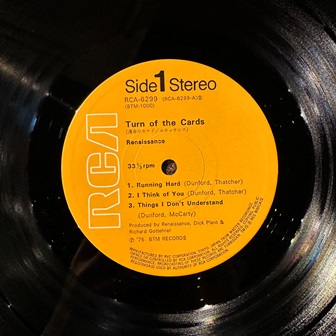 RCA
Side 1 Stereo
RCA-6299 (RCA-6299-A)
(BTM-1000)
Turn of the Cards
Renaissance
33 1/3 rpm
1. Running Hard (Dunford, Thatcher)
2. I Think of You (Dunford, Thatcher)
3. Things I Don't Understand
(Dunford, McCarty)
Produced by Renaissance, Dick Plant &
Richard Gottehrer
Ⓟ '75 BTM RECORDS